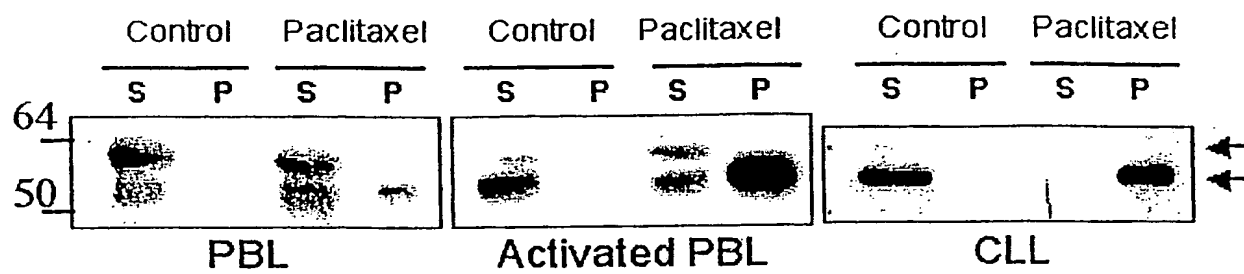 Control Paclitaxel Control Paclitaxel Control Paclitaxel
S P S P S P S P S P S P
64
50
PBL Activated PBL CLL